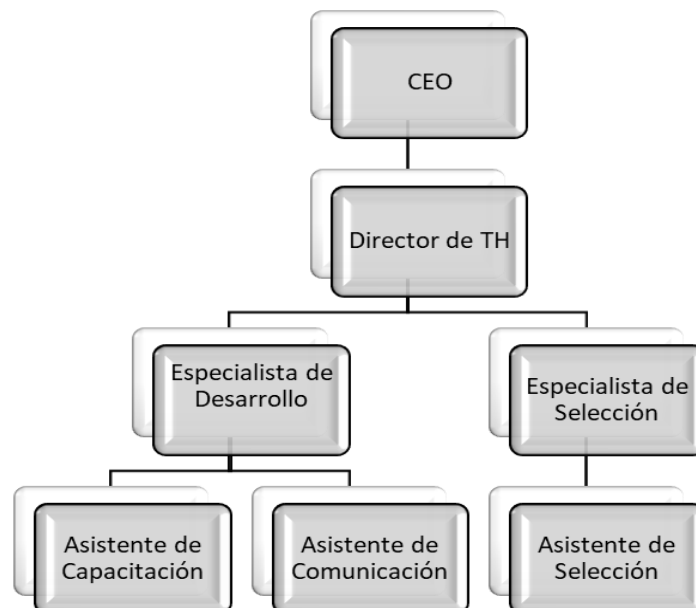 CEO
Director de TH
Especialista de
Desarrollo
Especialista de
Selección
Asistente de
Capacitación
Asistente de
Comunicación
Asistente de
Selección